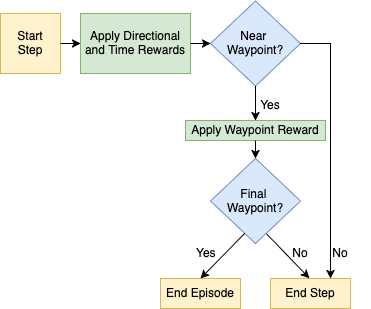 Start
Step
Apply Directional
and Time Rewards
Near
Waypoint?
Yes
Apply Waypoint Reward
Final
Waypoint?
Yes
No
No
End Episode
End Step